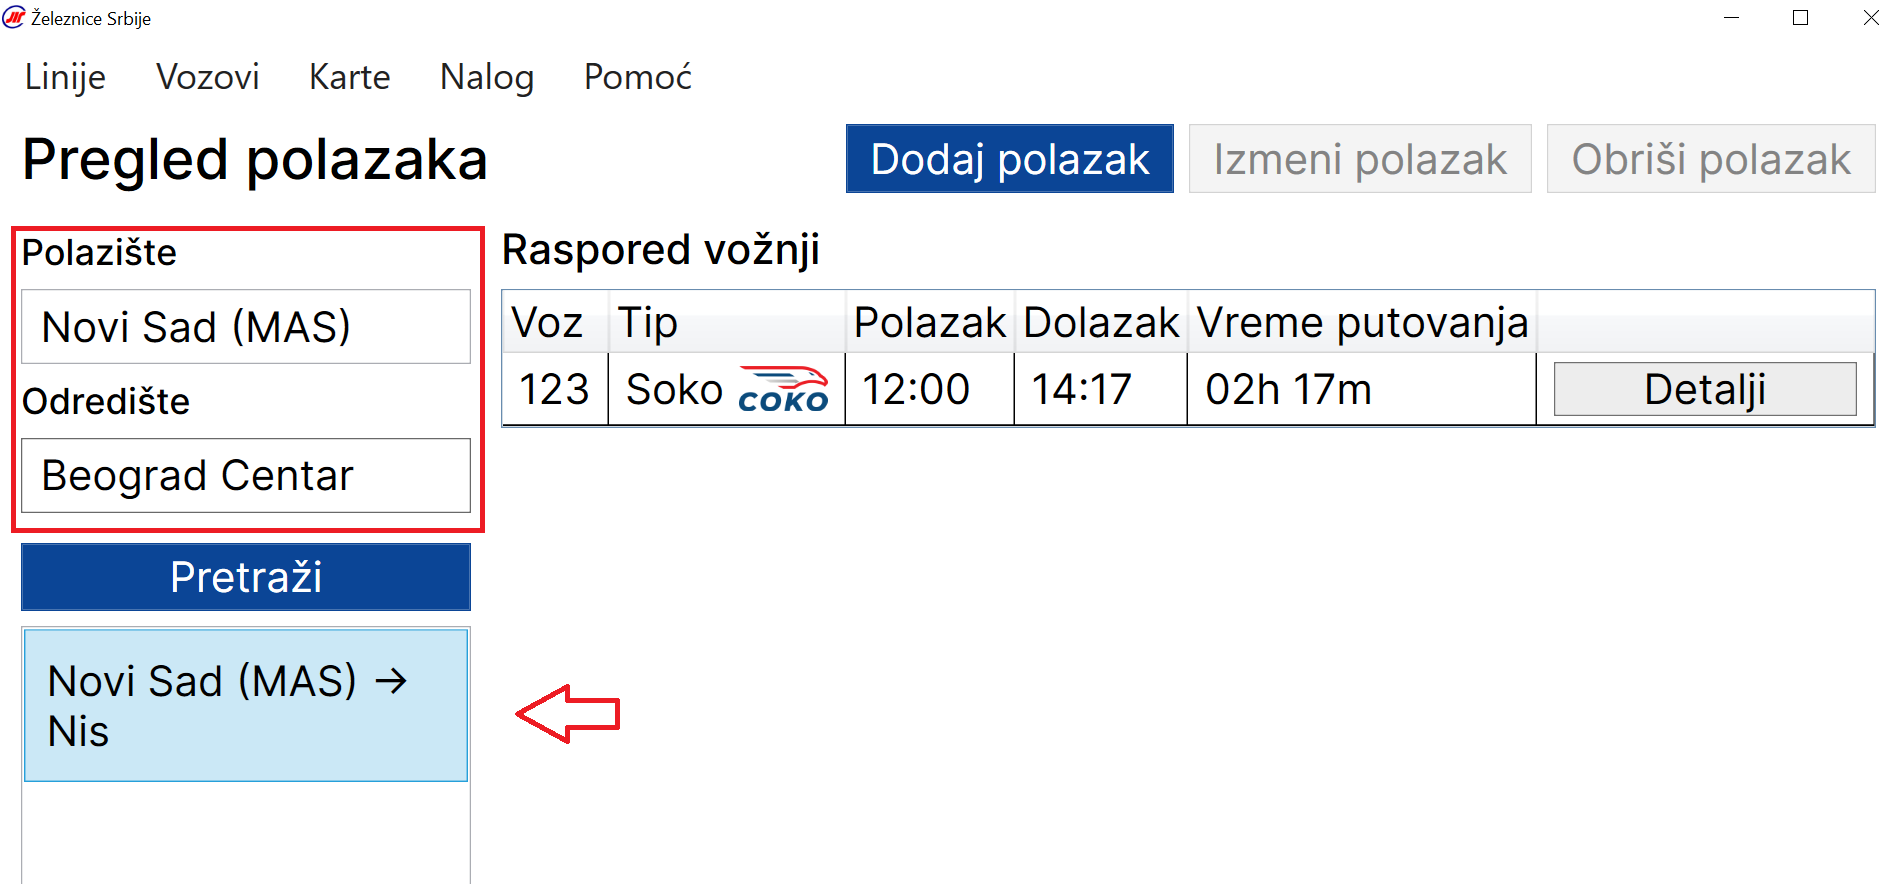 Železnice Srbije
Linije Vozovi Karte Nalog Pomoć
Pregled polazaka
Dodaj polazak Izmeni polazak Obriši polazak
Polazište
Novi Sad (MAS)
Odredište
Beograd Centar
Pretraži
Novi Sad (MAS) →
Nis
Raspored vožnji
Voz Tip Polazak Dolazak Vreme putovanja
123 Soko СОКО 12:00 14:17 02h 17m Detalji